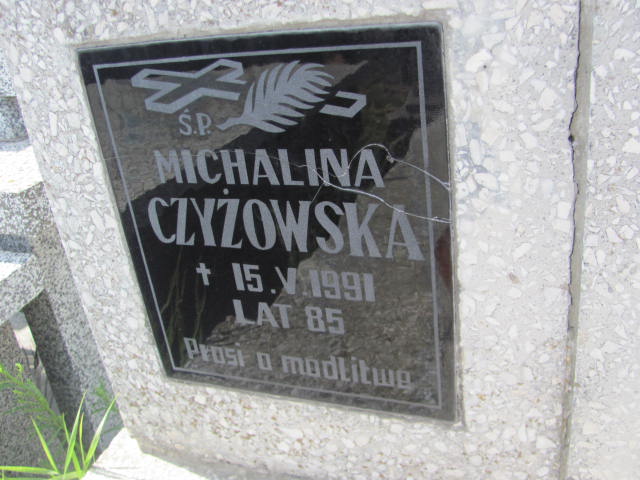 Ś.P.
MICHALINA
CZYŻOWSKA
† 15.V.1991
LAT 85
Prosi o modlitwę